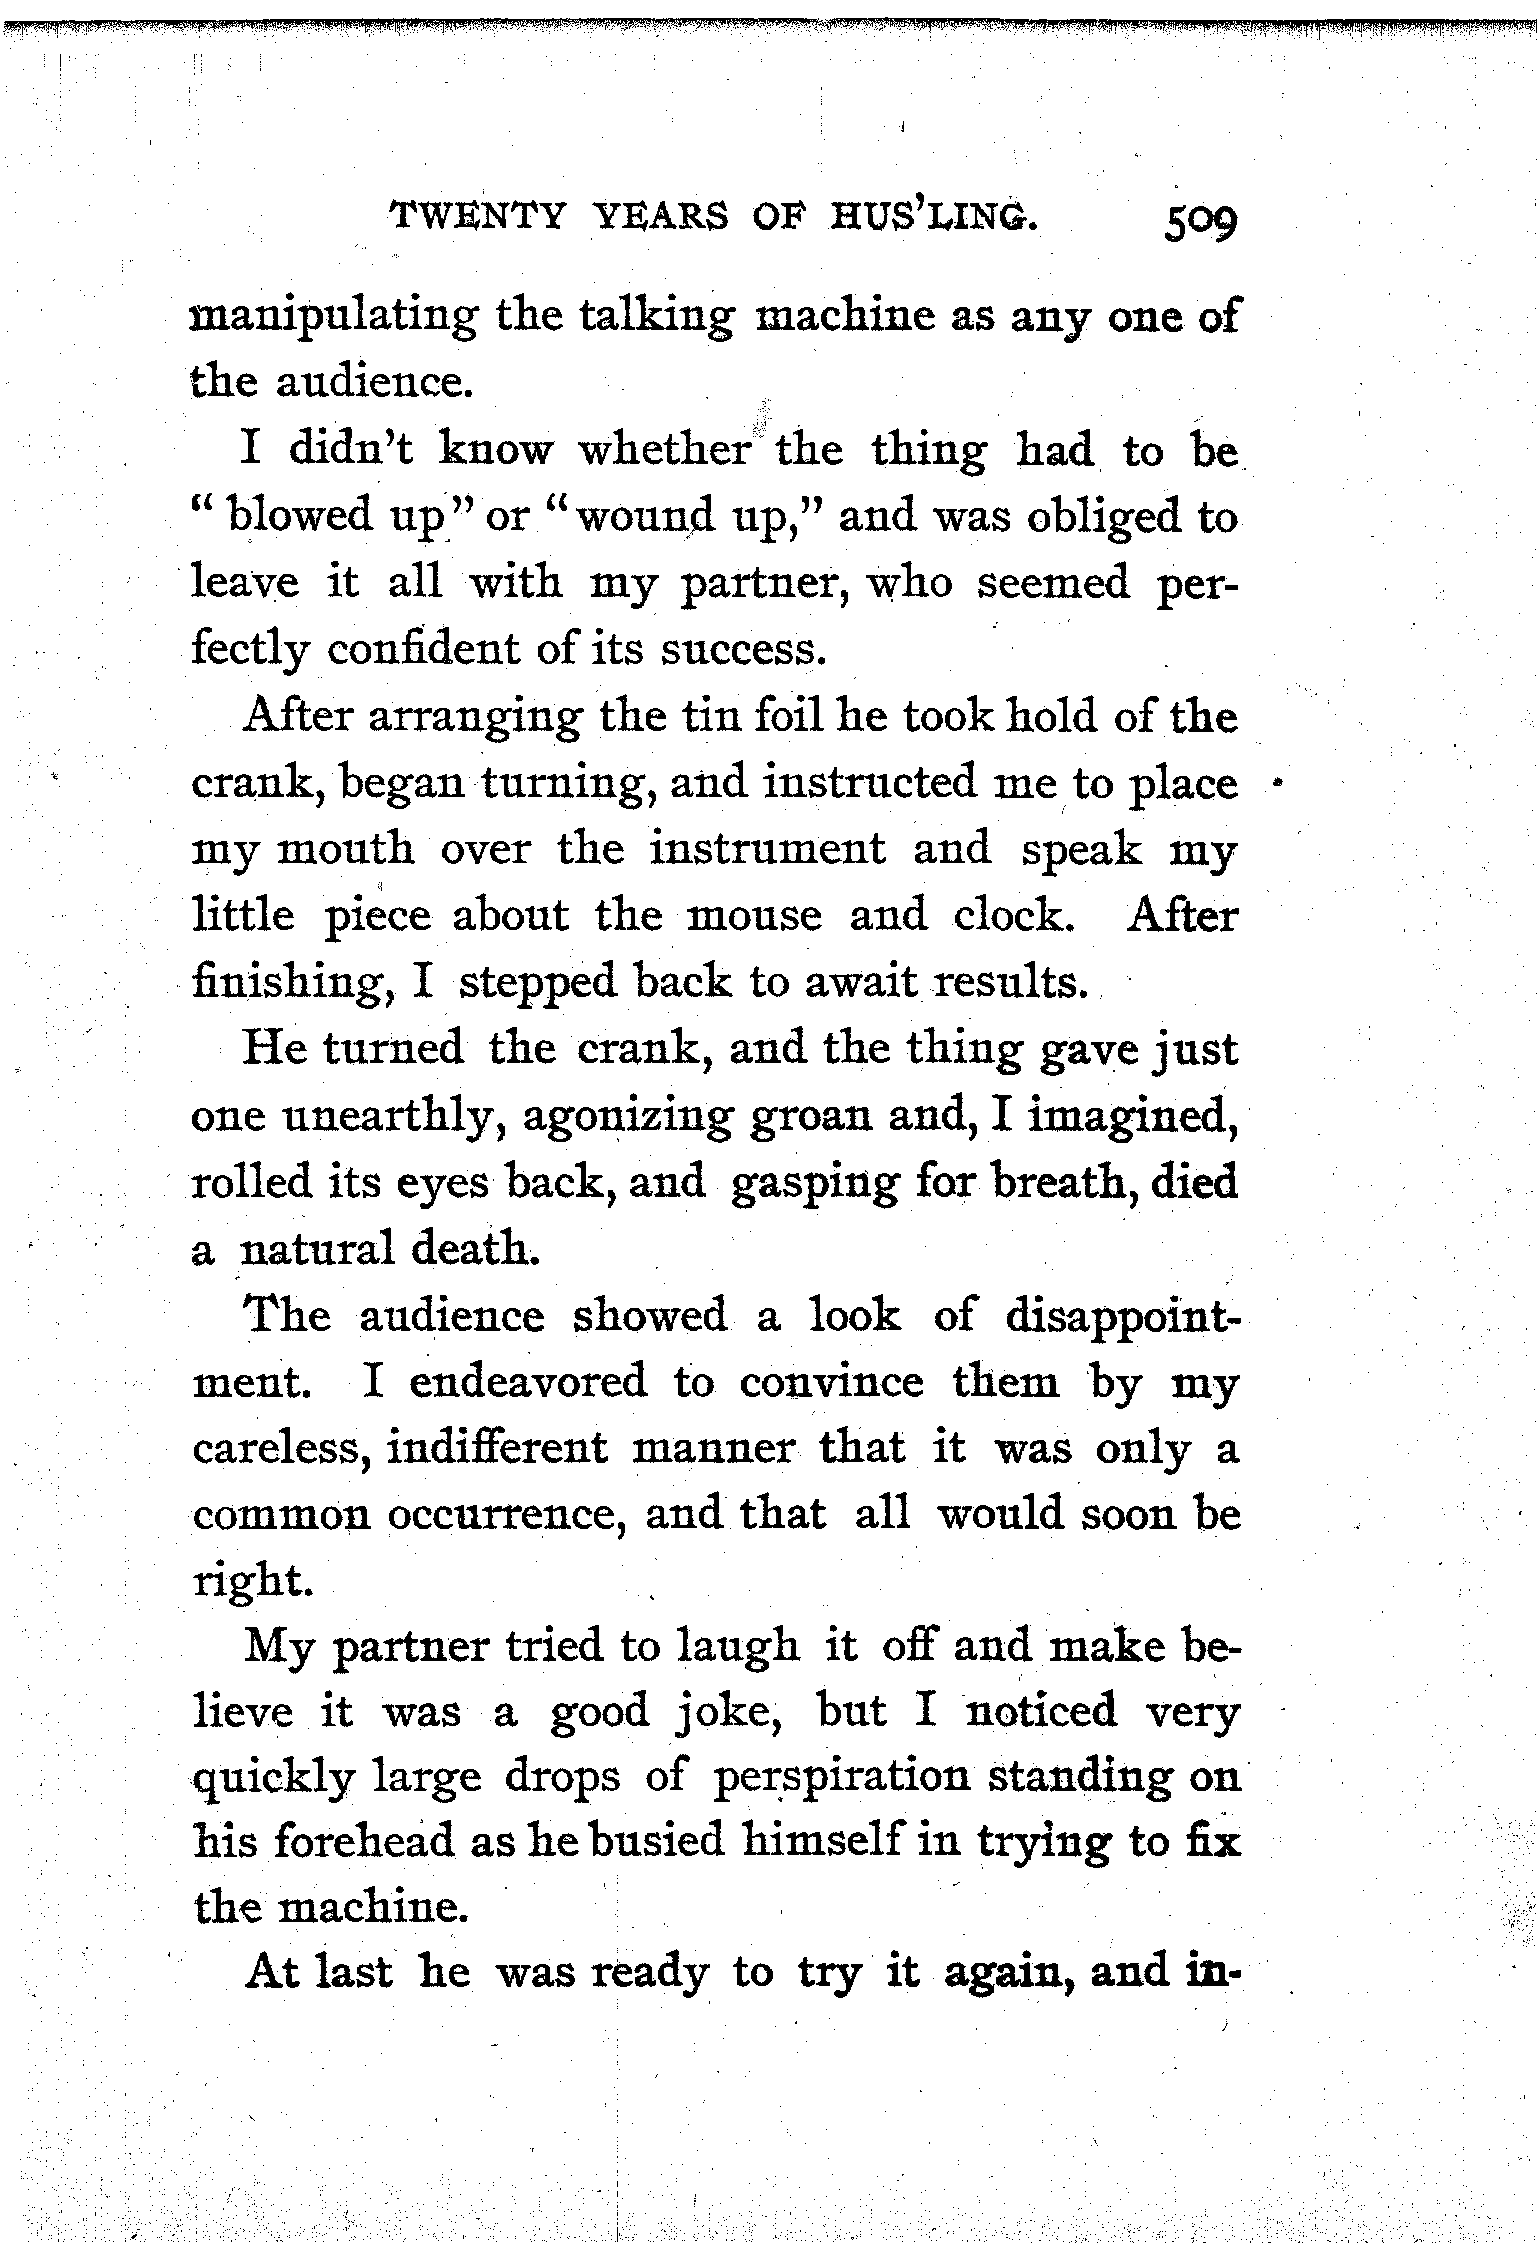 TWENTY YEARS OF HUS'LING. 509
manipulating the talking machine as any one of
the audience.
I didn't know whether the thing had to be
" blowed up" or "wound up," and was obliged to
leave it all with my partner, who seemed per-
fectly confident of its success.
After arranging the tin foil he took hold of the
crank, began turning, and instructed me to place
my mouth over the instrument and speak my
little piece about the mouse and clock. After
finishing, I stepped back to await results.
He turned the crank, and the thing gave just
one unearthly, agonizing groan and, I imagined,
rolled its eyes back, and gasping for breath, died
a natural death.
The audience showed a look of disappoint-
ment. I endeavored to convince them by my
careless, indifferent manner that it was only a
common occurrence, and that all would soon be
right.
My partner tried to laugh it off and make be-
lieve it was a good joke, but I noticed very
quickly large drops of perspiration standing on
his forehead as he busied himself in trying to fix
the machine.
At last he was ready to try it again, and in-